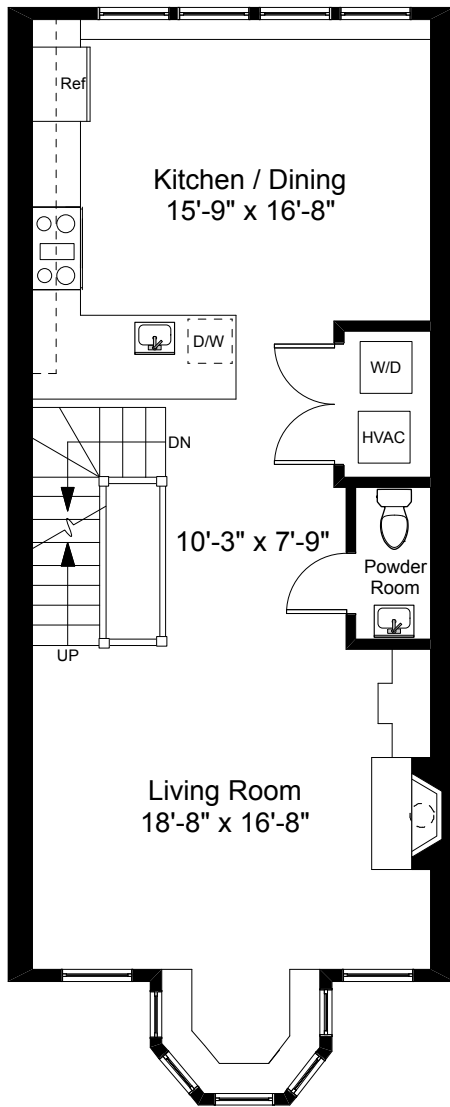 Ref
Kitchen / Dining
15'-9" x 16'-8"
D/W
W/D
HVAC
DN
10'-3" x 7'-9"
Powder
Room
UP
Living Room
18'-8" x 16'-8"